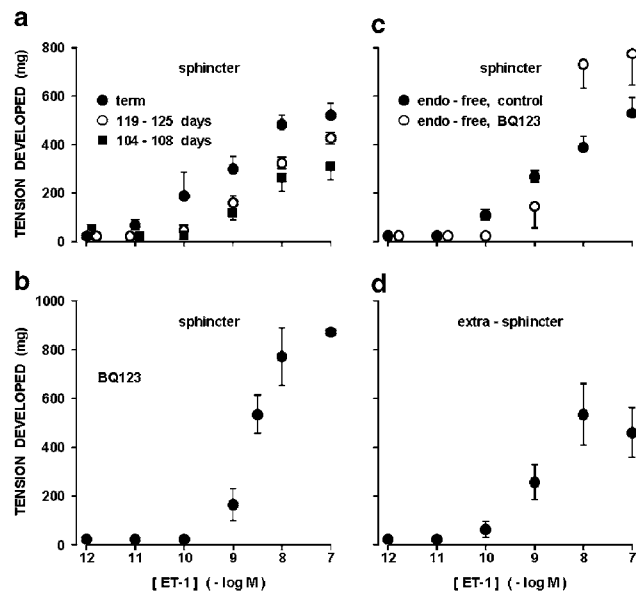 a
c
TENSION DEVELOPED (mg)
800
600
400
200
0
sphincter
term
119 - 125 days
104 - 108 days
sphincter
endo - free, control
endo - free, BQ123
b
d
TENSION DEVELOPED (mg)
1000
800
600
400
200
0
sphincter
BQ123
extra - sphincter
12 11 10 9 8 7
12 11 10 9 8 7
[ ET-1 ] ( - log M )
[ ET-1 ] ( - log M )